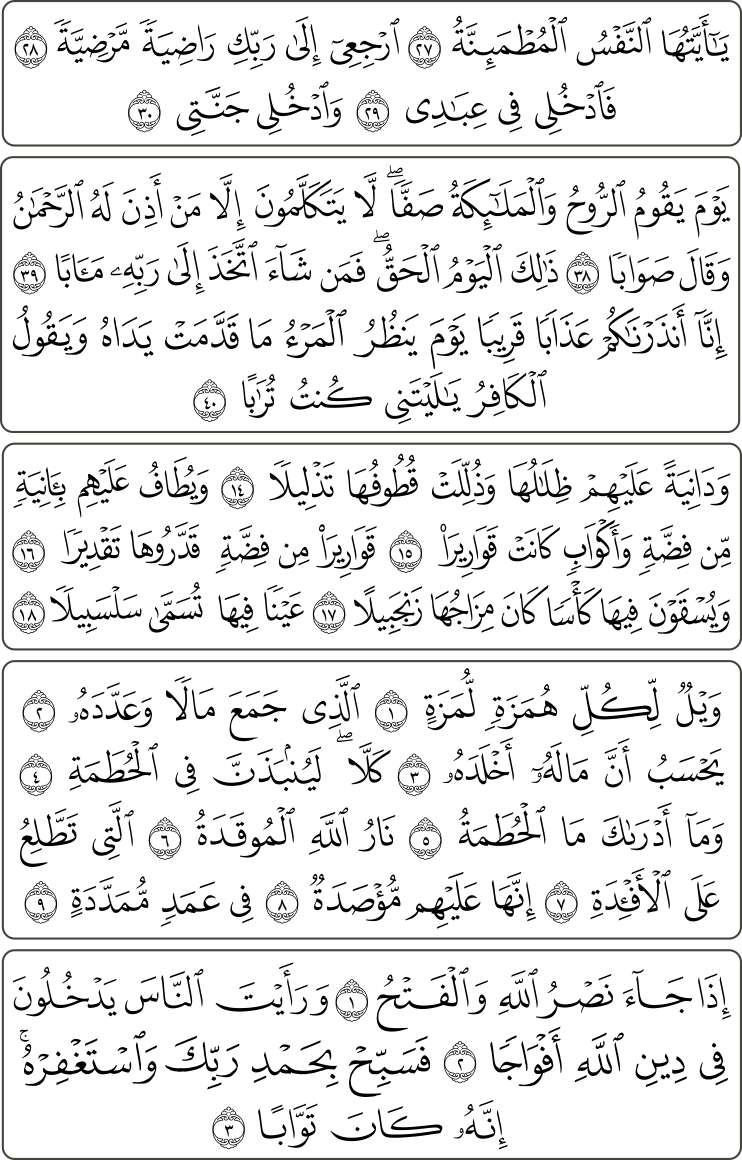 يَـٰٓأَيَّتُهَا ٱلنَّفْسُ ٱلْمُطْمَئِنَّةُ ٢٧ ٱرْجِعِىٓ إِلَىٰ رَبِّكِ رَاضِيَةً مَّرْضِيَّةً ٢٨
فَٱدْخُلِى فِى عِبَـٰدِى ٢٩ وَٱدْخُلِى جَنَّتِى ٣٠
يَوْمَ يَقُومُ ٱلرُّوحُ وَٱلْمَلَـٰٓئِكَةُ صَفًّا ۖ لَّا يَتَكَلَّمُونَ إِلَّا مَنْ أَذِنَ لَهُ ٱلرَّحْمَـٰنُ
وَقَالَ صَوَابًا ٣٨ ذَٰلِكَ ٱلْيَوْمُ ٱلْحَقُّ ۖ فَمَن شَآءَ ٱتَّخَذَ إِلَىٰ رَبِّهِۦ مَـَٔابًا ٣٩
إِنَّآ أَنذَرْنَـٰكُمْ عَذَابًا قَرِيبًا يَوْمَ يَنظُرُ ٱلْمَرْءُ مَا قَدَّمَتْ يَدَاهُ وَيَقُولُ
ٱلْكَافِرُ يَـٰلَيْتَنِى كُنتُ تُرَٰبًۢا ٤٠
وَدَانِيَةً عَلَيْهِمْ ظِلَـٰلُهَا وَذُلِّلَتْ قُطُوفُهَا تَذْلِيلًا ١٤ وَيُطَافُ عَلَيْهِم بِـَٔانِيَةٍ
مِّن فِضَّةٍ وَأَكْوَابٍ كَانَتْ قَوَارِيرَا۠ ١٥ قَوَارِيرَا۟ مِن فِضَّةٍ قَدَّرُوهَا تَقْدِيرًا ١٦
وَيُسْقَوْنَ فِيهَا كَأْسًا كَانَ مِزَاجُهَا زَنجَبِيلًا ١٧ عَيْنًا فِيهَا تُسَمَّىٰ سَلْسَبِيلًا ١٨
وَيْلٌ لِّكُلِّ هُمَزَةٍ لُّمَزَةٍ ١ ٱلَّذِى جَمَعَ مَالًا وَعَدَّدَهُۥ ٢
يَحْسَبُ أَنَّ مَالَهُۥٓ أَخْلَدَهُۥ ٣ كَلَّا ۖ لَيُنۢبَذَنَّ فِى ٱلْحُطَمَةِ ٤
وَمَآ أَدْرَىٰكَ مَا ٱلْحُطَمَةُ ٥ نَارُ ٱللَّهِ ٱلْمُوقَدَةُ ٦ ٱلَّتِى تَطَّلِعُ
عَلَى ٱلْأَفْـِٔدَةِ ٧ إِنَّهَا عَلَيْهِم مُّؤْصَدَةٌ ٨ فِى عَمَدٍ مُّمَدَّدَةٍۭ ٩
إِذَا جَآءَ نَصْرُ ٱللَّهِ وَٱلْفَتْحُ ١ وَرَأَيْتَ ٱلنَّاسَ يَدْخُلُونَ
فِى دِينِ ٱللَّهِ أَفْوَاجًا ٢ فَسَبِّحْ بِحَمْدِ رَبِّكَ وَٱسْتَغْفِرْهُ ۚ
إِنَّهُۥ كَانَ تَوَّابًۢا ٣